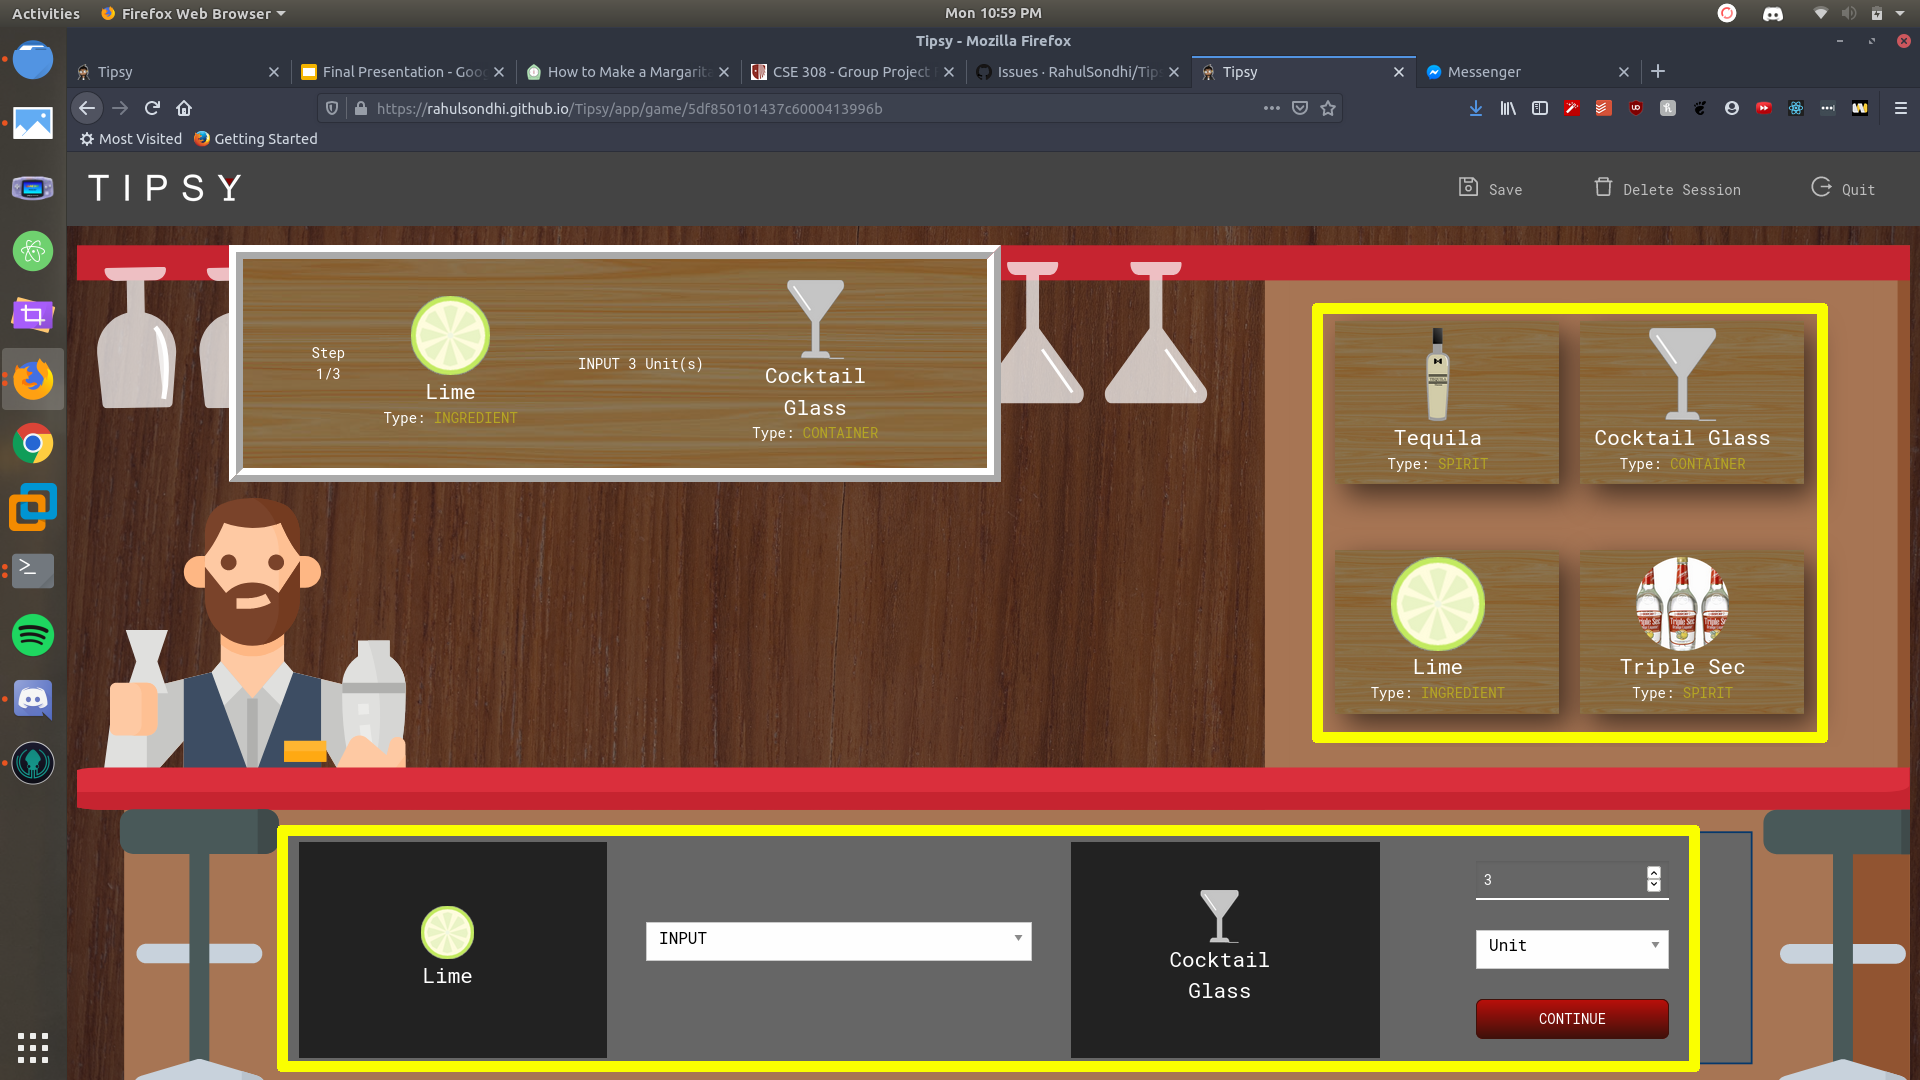 Activities
Firefox Web Browser
Mon 10:59 PM
Tipsy - Mozilla Firefox
Tipsy
Final Presentation - Goo
How to Make a Margarit
CSE 308 - Group Project
Issues · RahulSondhi/Tip
Tipsy
Messenger
https://rahulsondhi.github.io/Tipsy/app/game/5df850101437c6000413996b
Most Visited
Getting Started
TIPSY
Save
Delete Session
Quit
Step
1/3
Lime
Type: INGREDIENT
INPUT 3 Unit(s)
Cocktail
Glass
Type: CONTAINER
Tequila
Type: SPIRIT
Cocktail Glass
Type: CONTAINER
Lime
Type: INGREDIENT
Triple Sec
Triple Sec
Type: SPIRIT
Lime
INPUT
Cocktail
Glass
3
Unit
CONTINUE